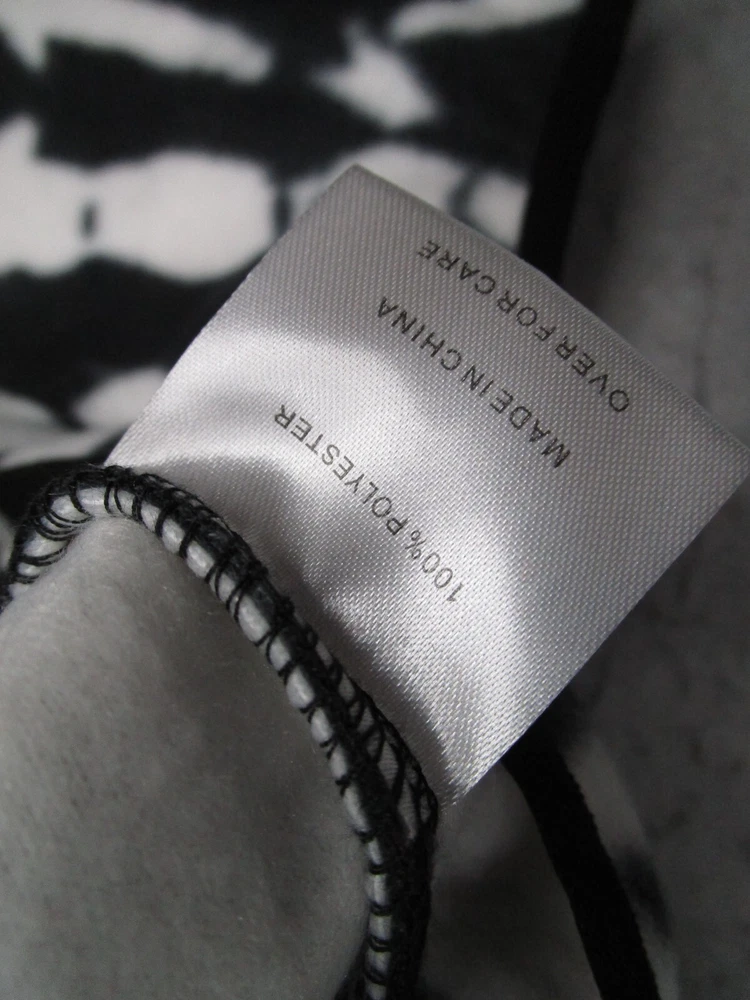 100% POLYESTER
MADE IN CHINA
OVER FOR CARE